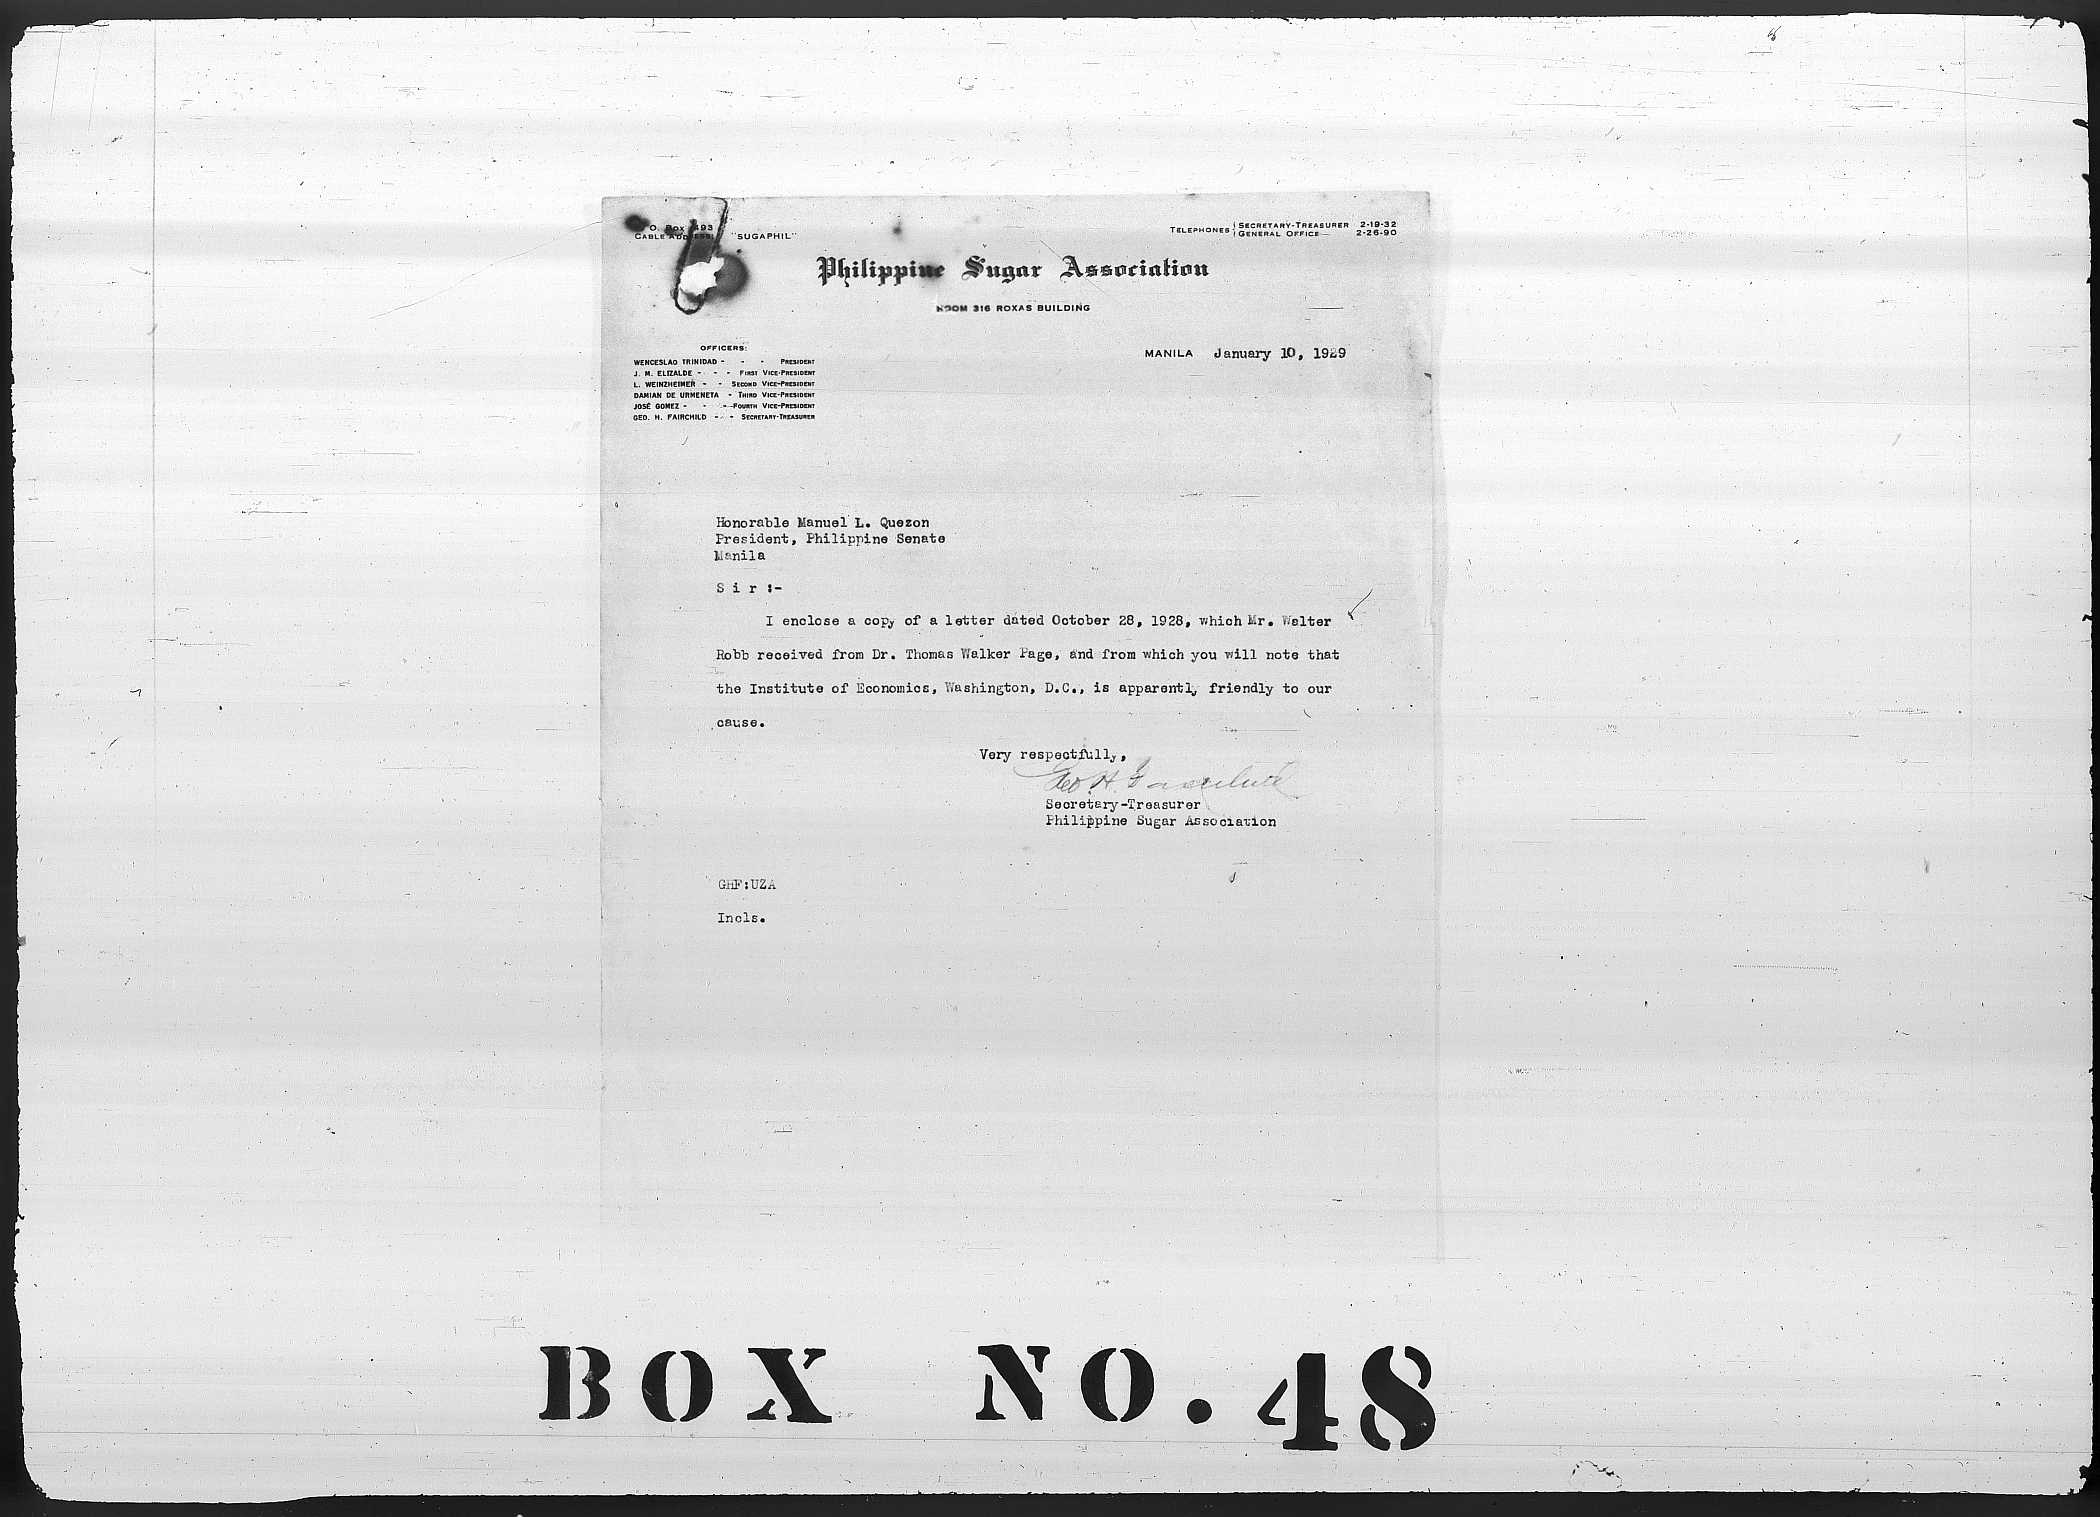 O. Box 493
CABLE ADDRESS: "SUGAPHIL"
TELEPHONES SECRETARY-TREASURER 2-19-32
GENERAL OFFICE 2-26-90
Philippine Sugar Association
ROOM 316 ROXAS BUILDING
OFFICERS:
WENCESLAO TRINIDAD - - - PRESIDENT
J. M. ELIZALDE - - - FIRST VICE-PRESIDENT
L. WEINZHEIMER - - SECOND VICE-PRESIDENT
DAMIAN DE URMENETA - THIRD VICE-PRESIDENT
JOSÉ GOMEZ - - - FOURTH VICE-PRESIDENT
GEO. H. FAIRCHILD - - SECRETARY-TREASURER
MANILA January 10, 1929
Honorable Manuel L. Quezon
President, Philippine Senate
Manila
S i r :-
I enclose a copy of a letter dated October 28, 1928, which Mr. Walter
Robb received from Dr. Thomas Walker Page, and from which you will note that
the Institute of Economics, Washington, D.C., is apparently friendly to our
cause.
Very respectfully,
Geo. H. Fairchild
Secretary-Treasurer
Philippine Sugar Association
GHF:UZA
Incls.
BOX NO. 48